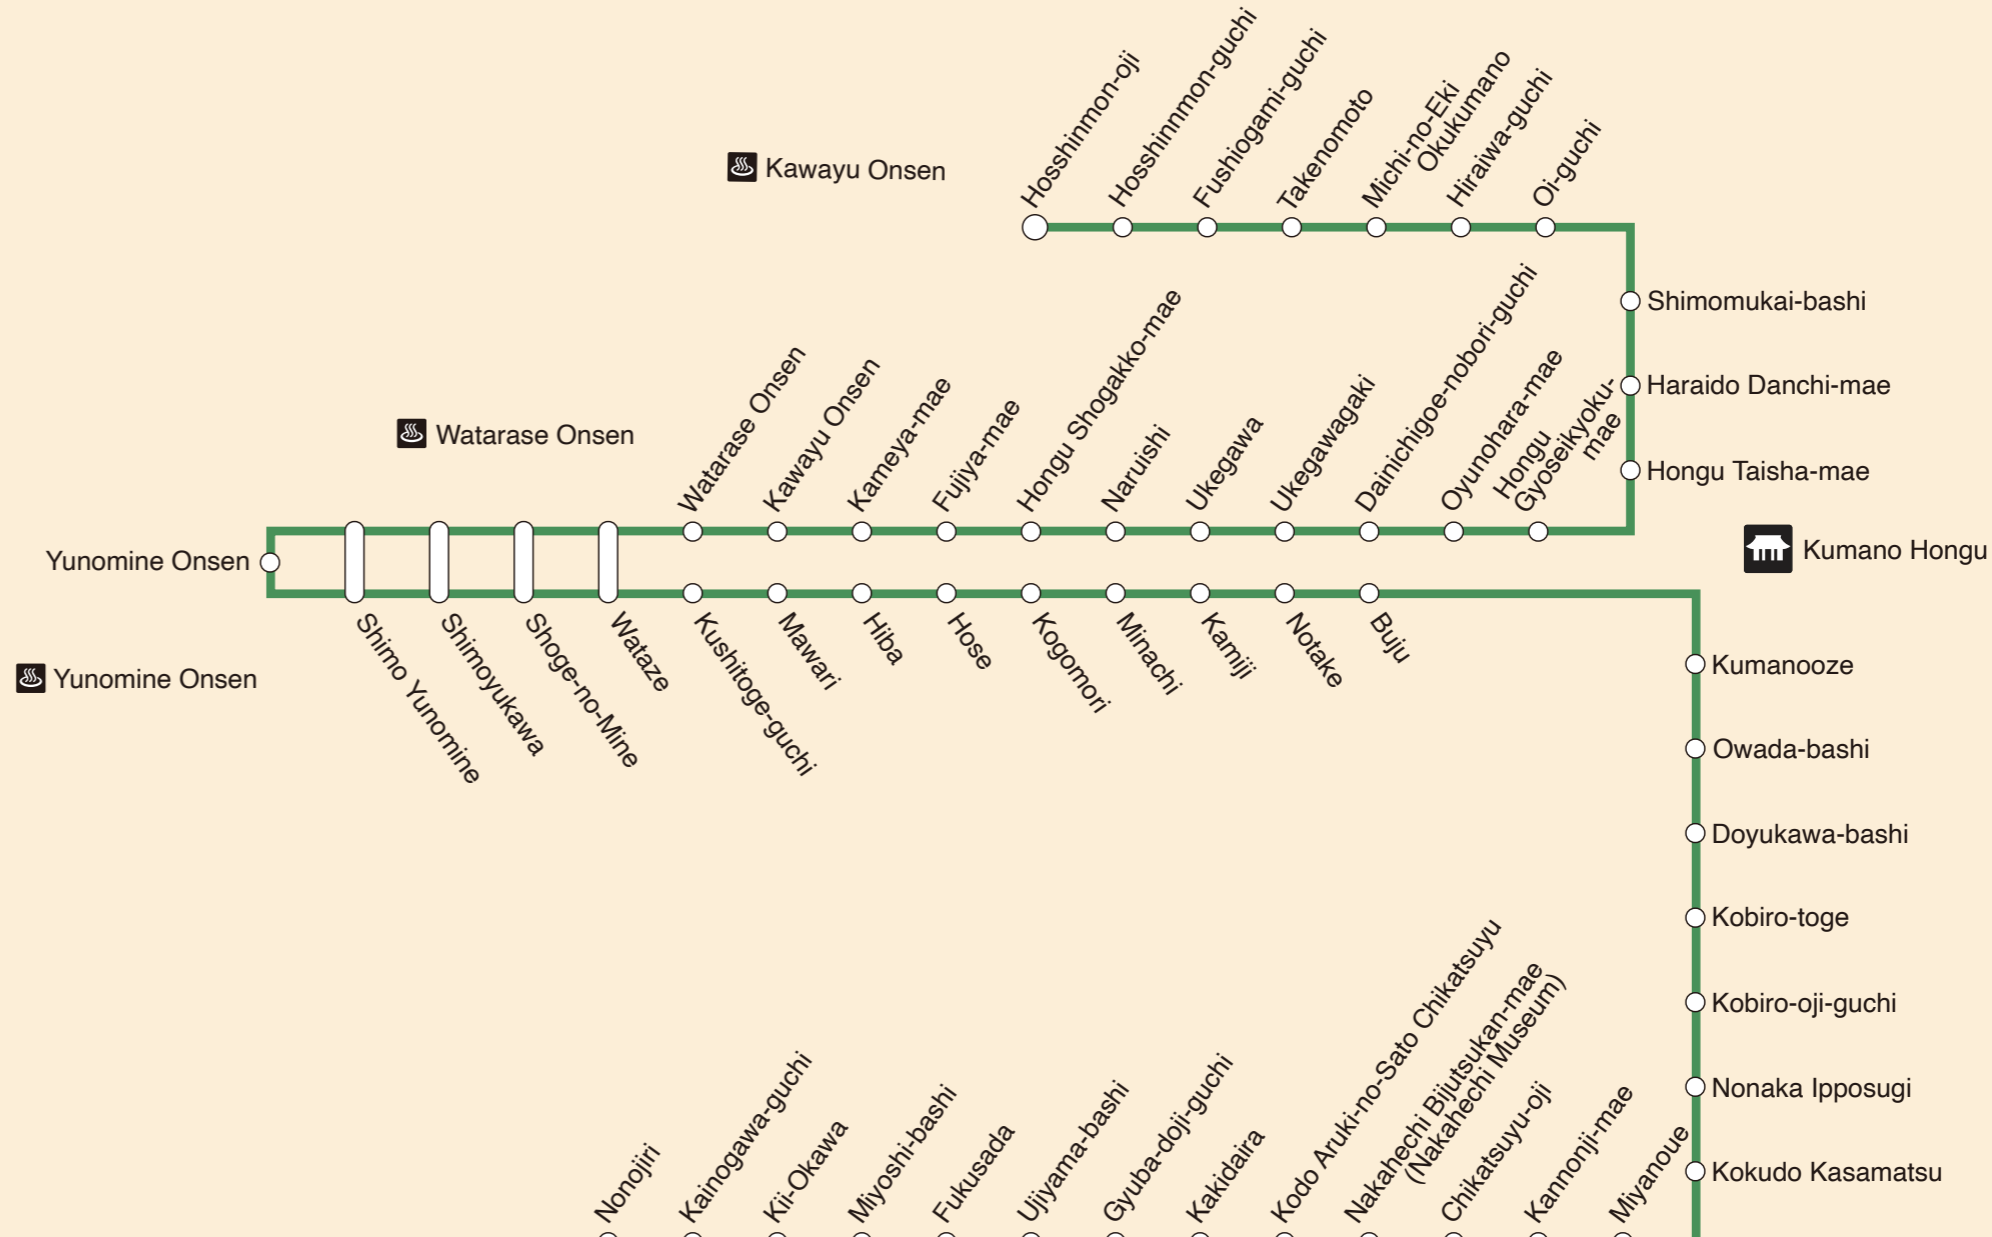 Kawayu Onsen
Hosshinmon-oji
Hosshinnmon-guchi
Fushiogami-guchi
Takenomoto
Michi-no-Eki
Okukumano
Hiraiwa-guchi
Oi-guchi
Shimomukai-bashi
Haraido Danchi-mae
Hongu Taisha-mae
Watarase Onsen
Watarase Onsen
Kawayu Onsen
Kameya-mae
Fujiya-mae
Hongu Shogakko-mae
Naruishi
Ukegawa
Ukegawagaki
Dainichigoe-nobori-guchi
Oyunohara-mae
Hongu
Gyoseikyoku-
mae
Kumano Hongu
Yunomine Onsen
Yunomine Onsen
Shimo Yunomine
Shimoyukawa
Shoge-no-Mine
Wataze
Kushitoge-guchi
Mawari
Hiba
Hose
Kogomori
Minachi
Kamiji
Notake
Buju
Kumanooze
Owada-bashi
Doyukawa-bashi
Kobiro-toge
Kobiro-oji-guchi
Nonaka Ipposugi
Kokudo Kasamatsu
Nonojiri
Kainogawa-guchi
Kii-Okawa
Miyoshi-bashi
Fukusada
Ujiyama-bashi
Gyuba-doji-guchi
Kakidaira
Kodo Aruki-no-Sato Chikatsuyu
Nakahechi Bijutsukan-mae
(Nakahechi Museum)
Chikatsuyu-oji
Kannonji-mae
Miyanoue